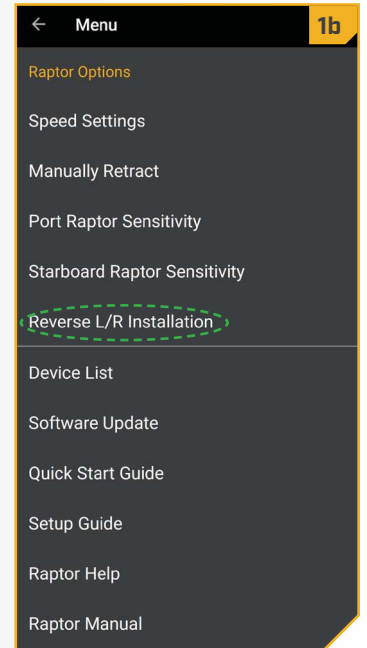 ← Menu 1b
Raptor Options
Speed Settings
Manually Retract
Port Raptor Sensitivity
Starboard Raptor Sensitivity
Reverse L/R Installation
Device List
Software Update
Quick Start Guide
Setup Guide
Raptor Help
Raptor Manual